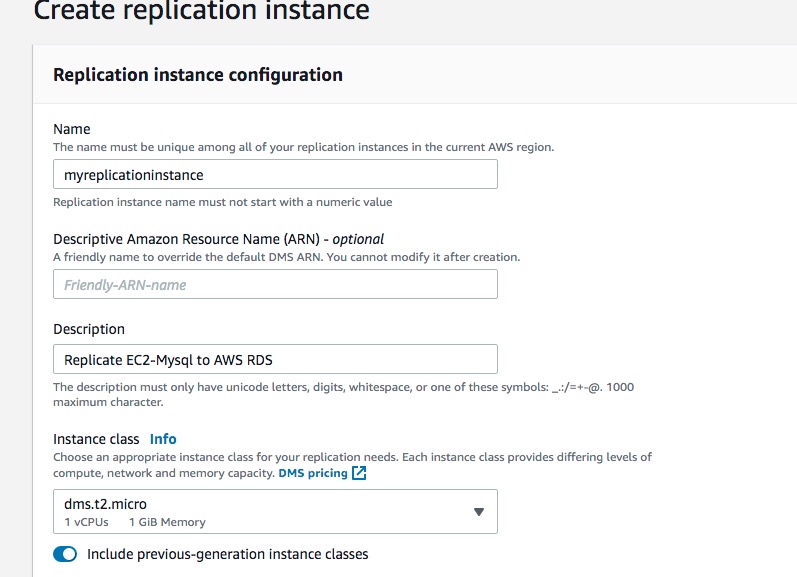 Create replication instance
Replication instance configuration
Name
The name must be unique among all of your replication instances in the current AWS region.
myreplicationinstance
Replication instance name must not start with a numeric value
Descriptive Amazon Resource Name (ARN) - optional
A friendly name to override the default DMS ARN. You cannot modify it after creation.
Friendly-ARN-name
Description
Replicate EC2-Mysql to AWS RDS
The description must only have unicode letters, digits, whitespace, or one of these symbols: _.:/=+-@. 1000
maximum character.
Instance class Info
Choose an appropriate instance class for your replication needs. Each instance class provides differing levels of
compute, network and memory capacity. DMS pricing
dms.t2.micro
1 vCPUs 1 GiB Memory
Include previous-generation instance classes